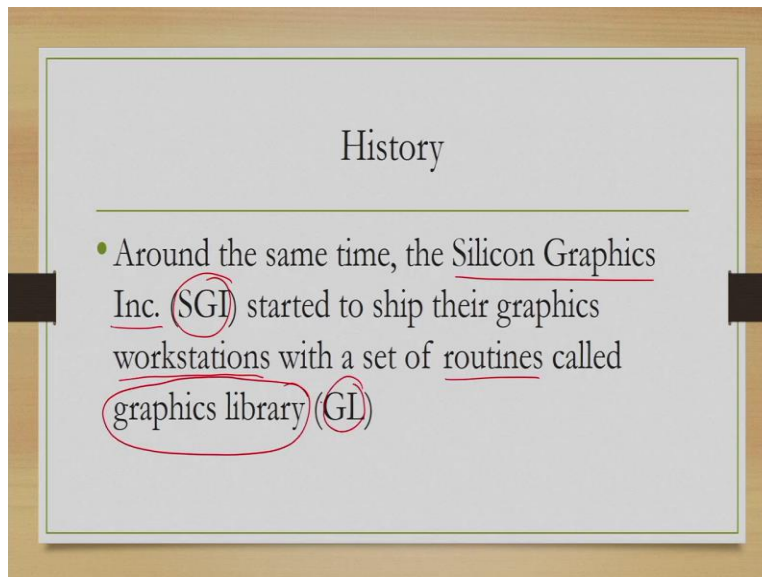 History
• Around the same time, the Silicon Graphics
Inc. (SGI) started to ship their graphics
workstations with a set of routines called
graphics library (GL)